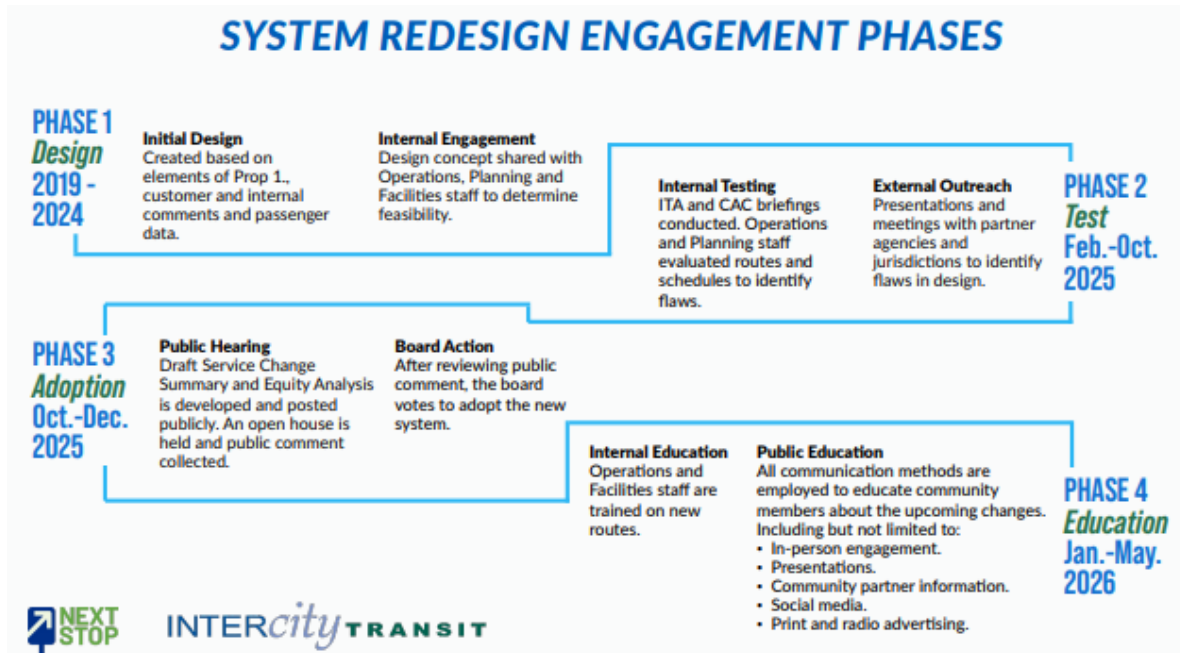 SYSTEM REDESIGN ENGAGEMENT PHASES
PHASE 1
Design
2019 -
2024
Initial Design
Created based on
elements of Prop 1.,
customer and internal
comments and passenger
data.
Internal Engagement
Design concept shared with
Operations, Planning and
Facilities staff to determine
feasibility.
PHASE 2
Test
Feb.-Oct.
2025
Internal Testing
ITA and CAC briefings
conducted. Operations
and Planning staff
evaluated routes and
schedules to identify
flaws.
External Outreach
Presentations and
meetings with partner
agencies and
jurisdictions to identify
flaws in design.
PHASE 3
Adoption
Oct.-Dec.
2025
Public Hearing
Draft Service Change
Summary and Equity Analysis
is developed and posted
publicly. An open house is
held and public comment
collected.
Board Action
After reviewing public
comment, the board
votes to adopt the new
system.
PHASE 4
Education
Jan.-May.
2026
Internal Education
Operations and
Facilities staff are
trained on new
routes.
Public Education
All communication methods are
employed to educate community
members about the upcoming changes.
Including but not limited to:
• In-person engagement.
• Presentations.
• Community partner information.
• Social media.
• Print and radio advertising.
NEXT
STOP
INTERcity TRANSIT